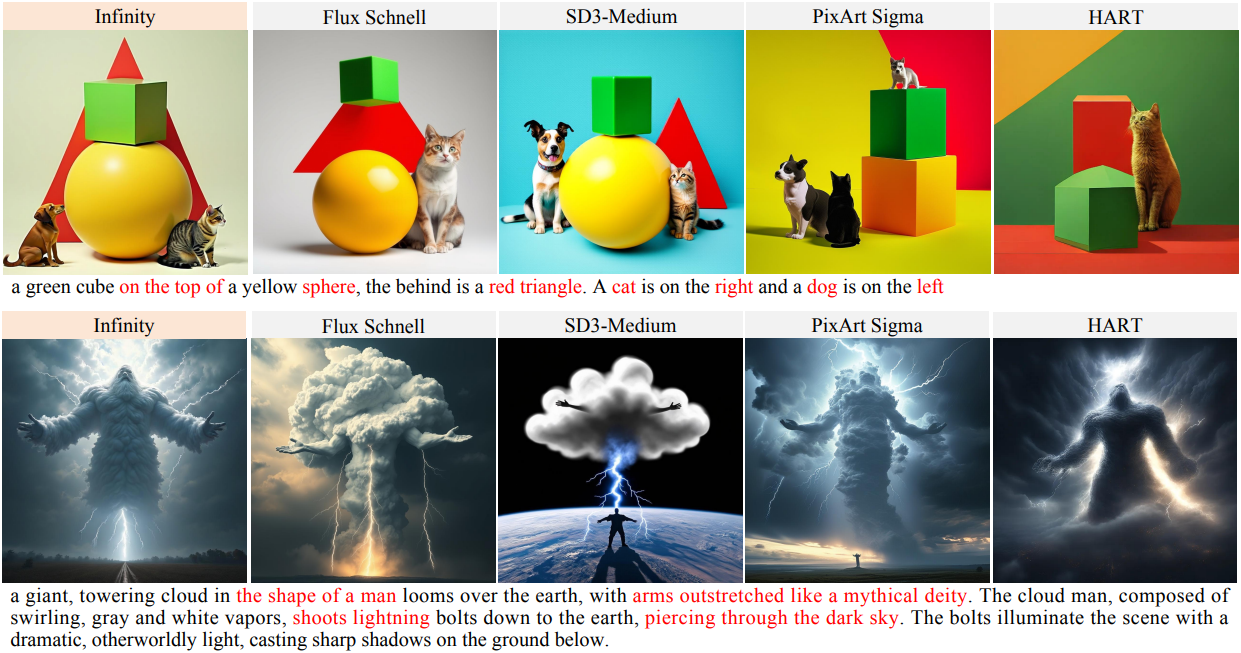 Infinity
Flux Schnell
SD3-Medium
PixArt Sigma
HART
a green cube on the top of a yellow sphere, the behind is a red triangle. A cat is on the right and a dog is on the left
Infinity
Flux Schnell
SD3-Medium
PixArt Sigma
HART
a giant, towering cloud in the shape of a man looms over the earth, with arms outstretched like a mythical deity. The cloud man, composed of
swirling, gray and white vapors, shoots lightning bolts down to the earth, piercing through the dark sky. The bolts illuminate the scene with a
dramatic, otherworldly light, casting sharp shadows on the ground below.